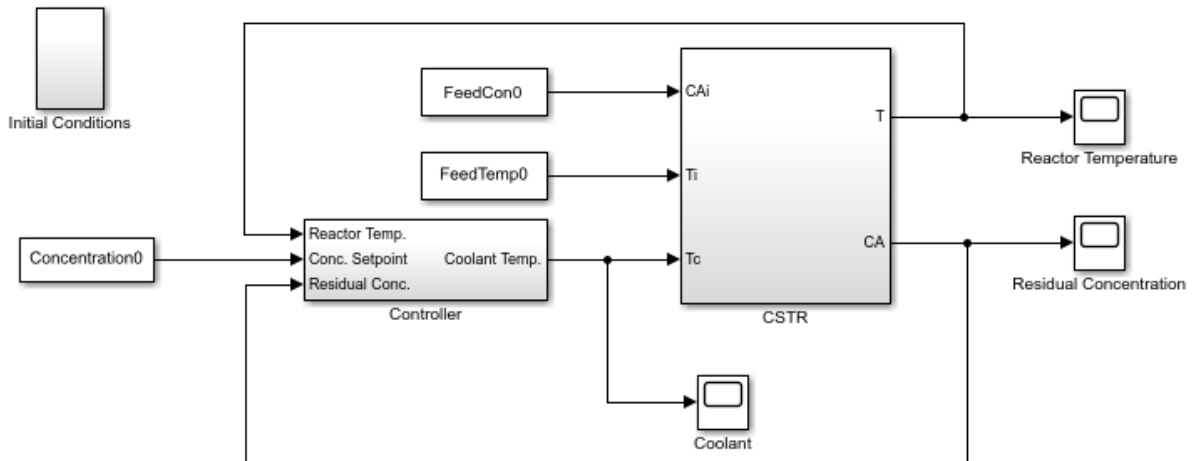 Initial Conditions
FeedCon0
CAi
T
Reactor Temperature
FeedTemp0
Ti
Reactor Temp.
Concentration0
Conc. Setpoint
Coolant Temp.
Residual Conc.
Controller
Tc
CA
CSTR
Residual Concentration
Coolant